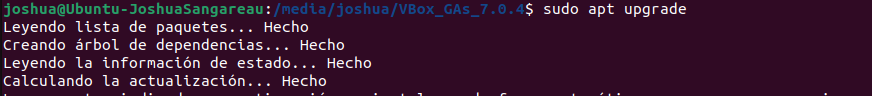 joshua@Ubuntu-JoshuaSangareau:/media/joshua/VBox_GAs_7.0.4$ sudo apt upgrade
Leyendo lista de paquetes... Hecho
Creando árbol de dependencias... Hecho
Leyendo la información de estado... Hecho
Calculando la actualización... Hecho